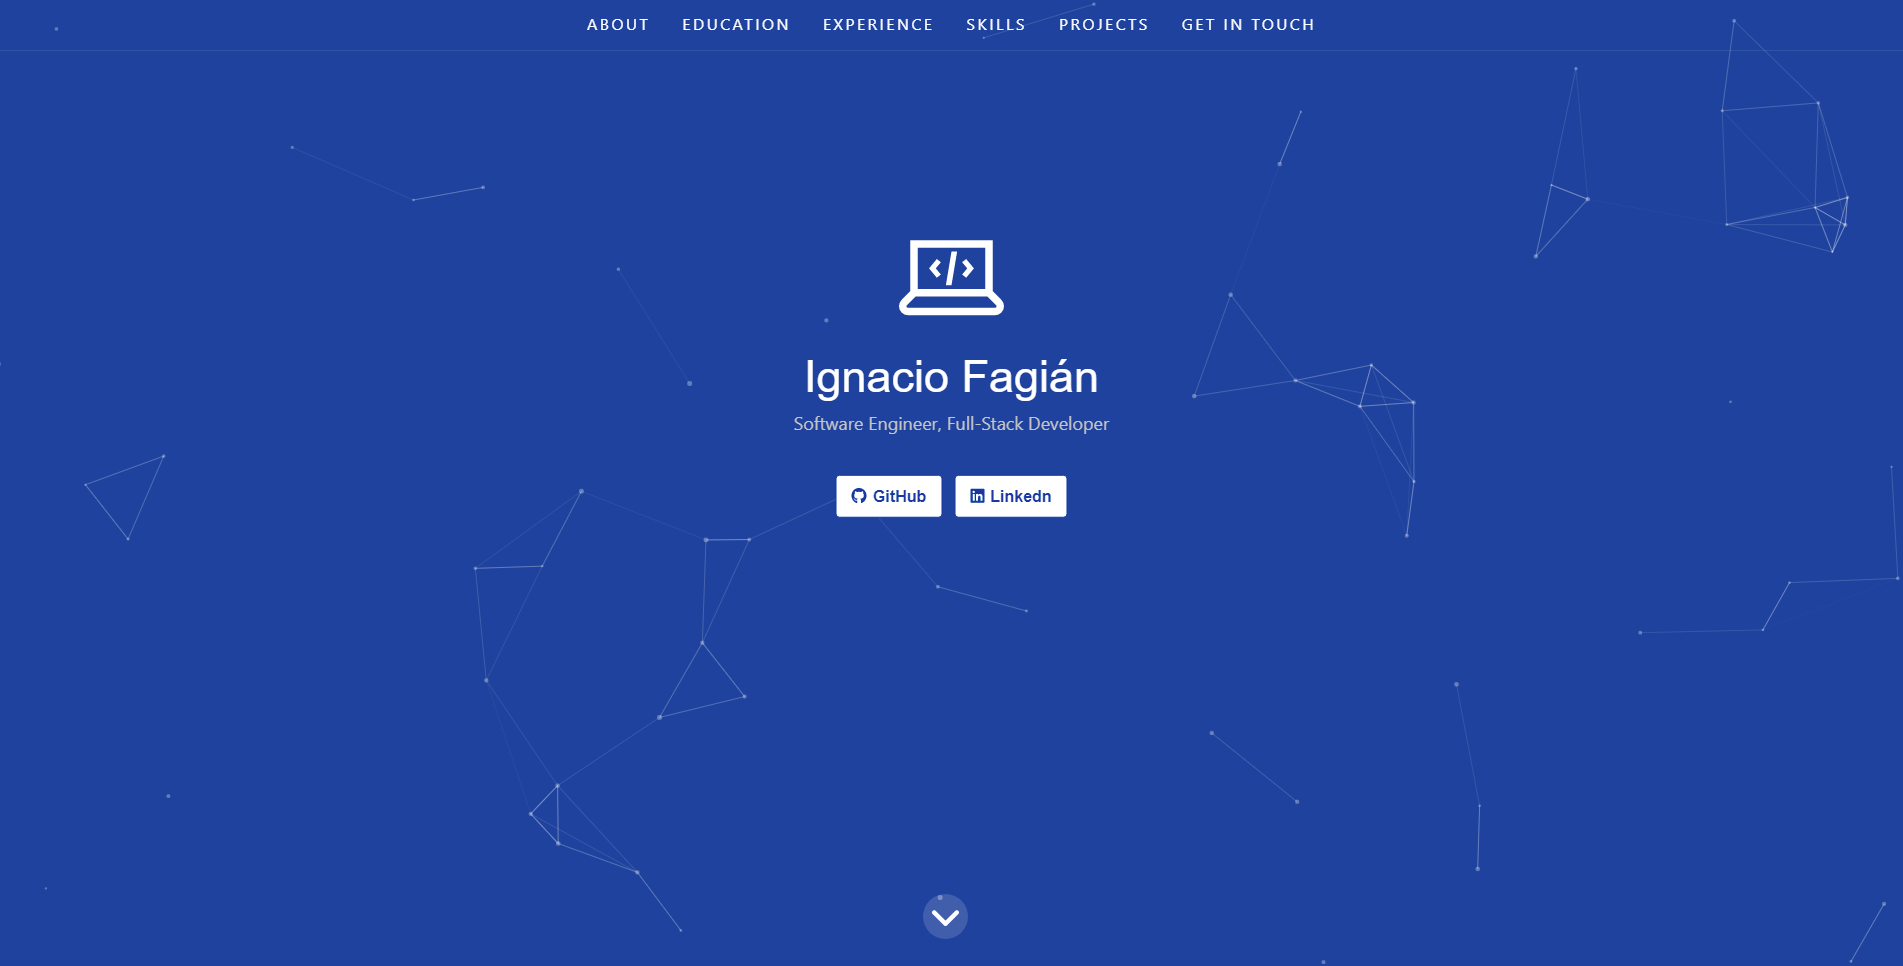 ABOUT EDUCATION EXPERIENCE SKILLS PROJECTS GET IN TOUCH
</>
Ignacio Fagián
Software Engineer, Full-Stack Developer
GitHub Linkedn